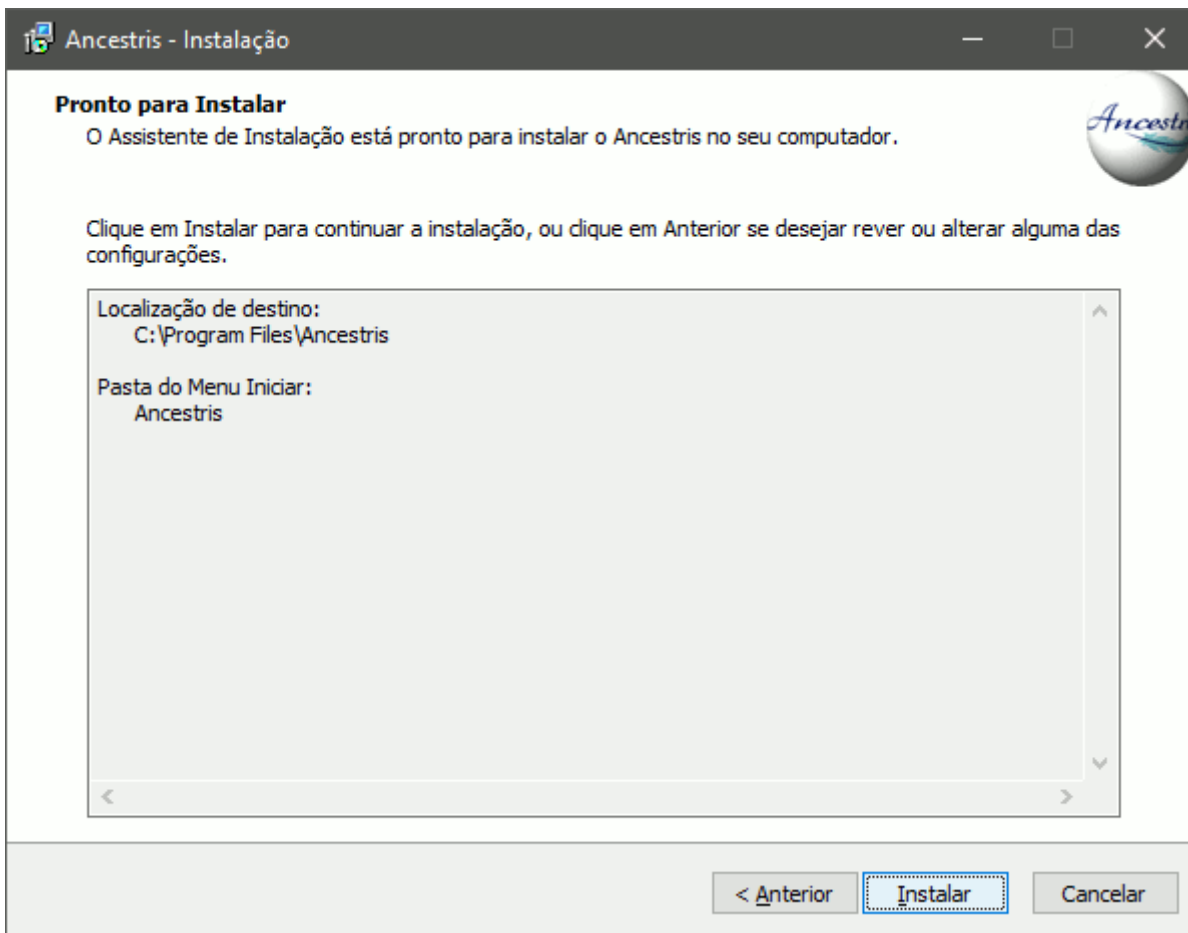 Ancestris - Instalação
Pronto para Instalar
O Assistente de Instalação está pronto para instalar o Ancestris no seu computador.
Clique em Instalar para continuar a instalação, ou clique em Anterior se desejar rever ou alterar alguma das
configurações.
Localização de destino:
C:\Program Files\Ancestris
Pasta do Menu Iniciar:
Ancestris
< Anterior
Instalar
Cancelar